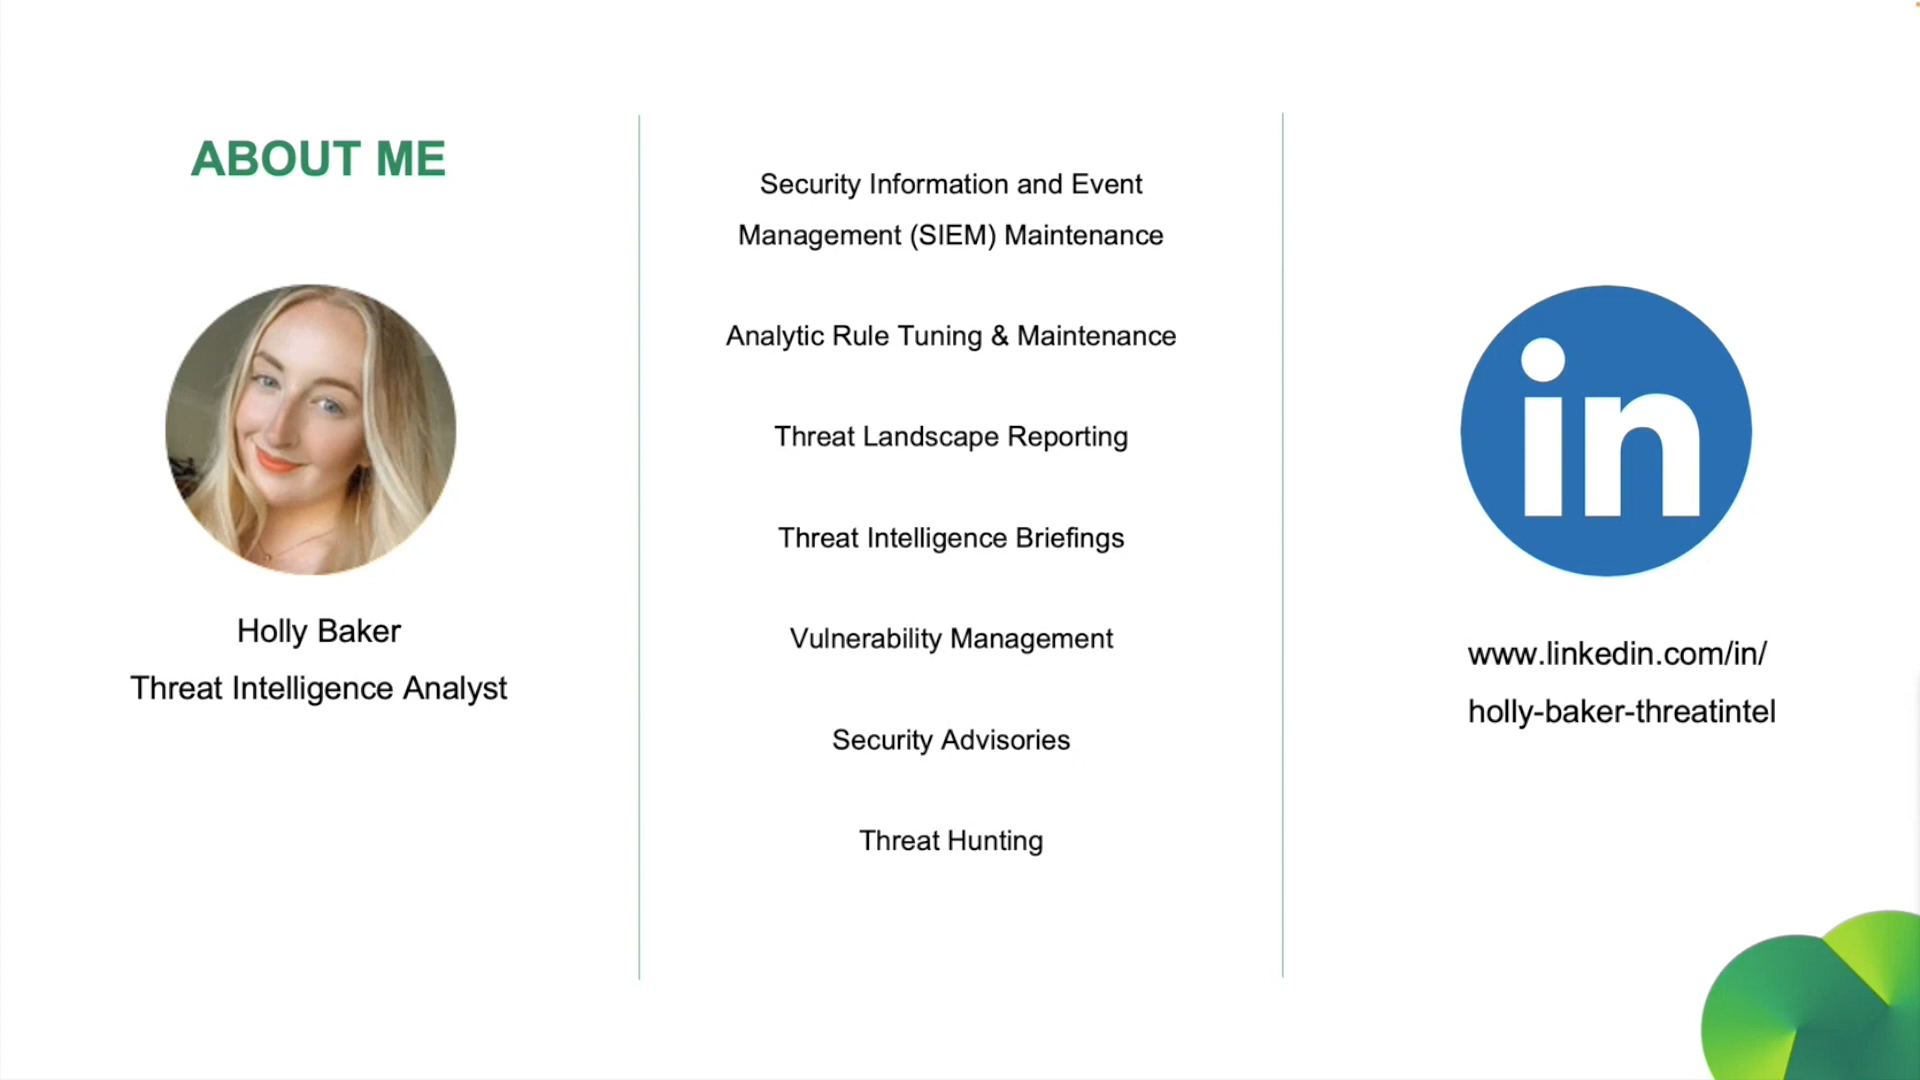 ABOUT ME
Holly Baker
Threat Intelligence Analyst
Security Information and Event
Management (SIEM) Maintenance
Analytic Rule Tuning & Maintenance
Threat Landscape Reporting
Threat Intelligence Briefings
Vulnerability Management
Security Advisories
Threat Hunting
in
www.linkedin.com/in/
holly-baker-threatintel